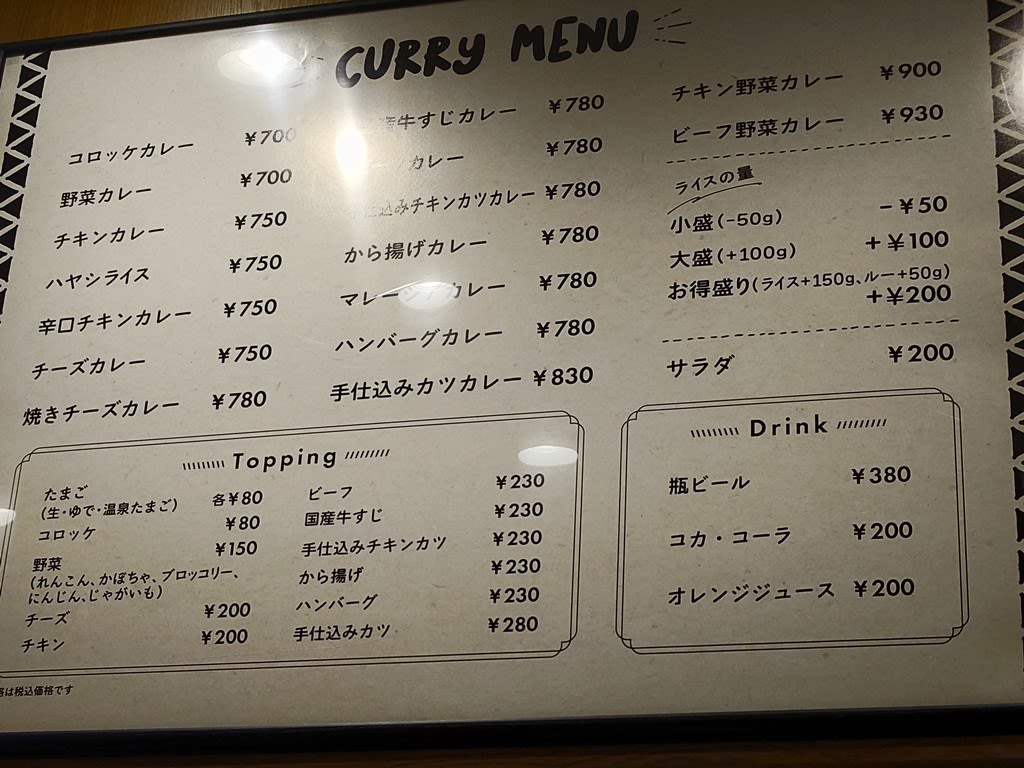 CURRY MENU
コロッケカレー ¥700
野菜カレー ¥700
チキンカレー ¥750
ハヤシライス ¥750
辛口チキンカレー ¥750
チーズカレー ¥750
焼きチーズカレー ¥780
産牛すじカレー ¥780
カレー ¥780
仕込みチキンカツカレー ¥780
から揚げカレー ¥780
マレーシアカレー ¥780
ハンバーグカレー ¥780
手仕込みカツカレー ¥830
チキン野菜カレー ¥900
ビーフ野菜カレー ¥930
ライスの量
小盛(-50g) -¥50
大盛(+100g) +¥100
お得盛り(ライス+150g、ルー+50g)
+¥200
サラダ ¥200
Topping
たまご
(生・ゆで・温泉たまご) 各¥80
コロッケ ¥80
野菜 ¥150
(れんこん、かぼちゃ、ブロッコリー、
にんじん、じゃがいも)
チーズ ¥200
チキン ¥200
ビーフ ¥230
国産牛すじ ¥230
手仕込みチキンカツ ¥230
から揚げ ¥230
ハンバーグ ¥230
手仕込みカツ ¥280
Drink
瓶ビール ¥380
コカ・コーラ ¥200
オレンジジュース ¥200
は税込価格です